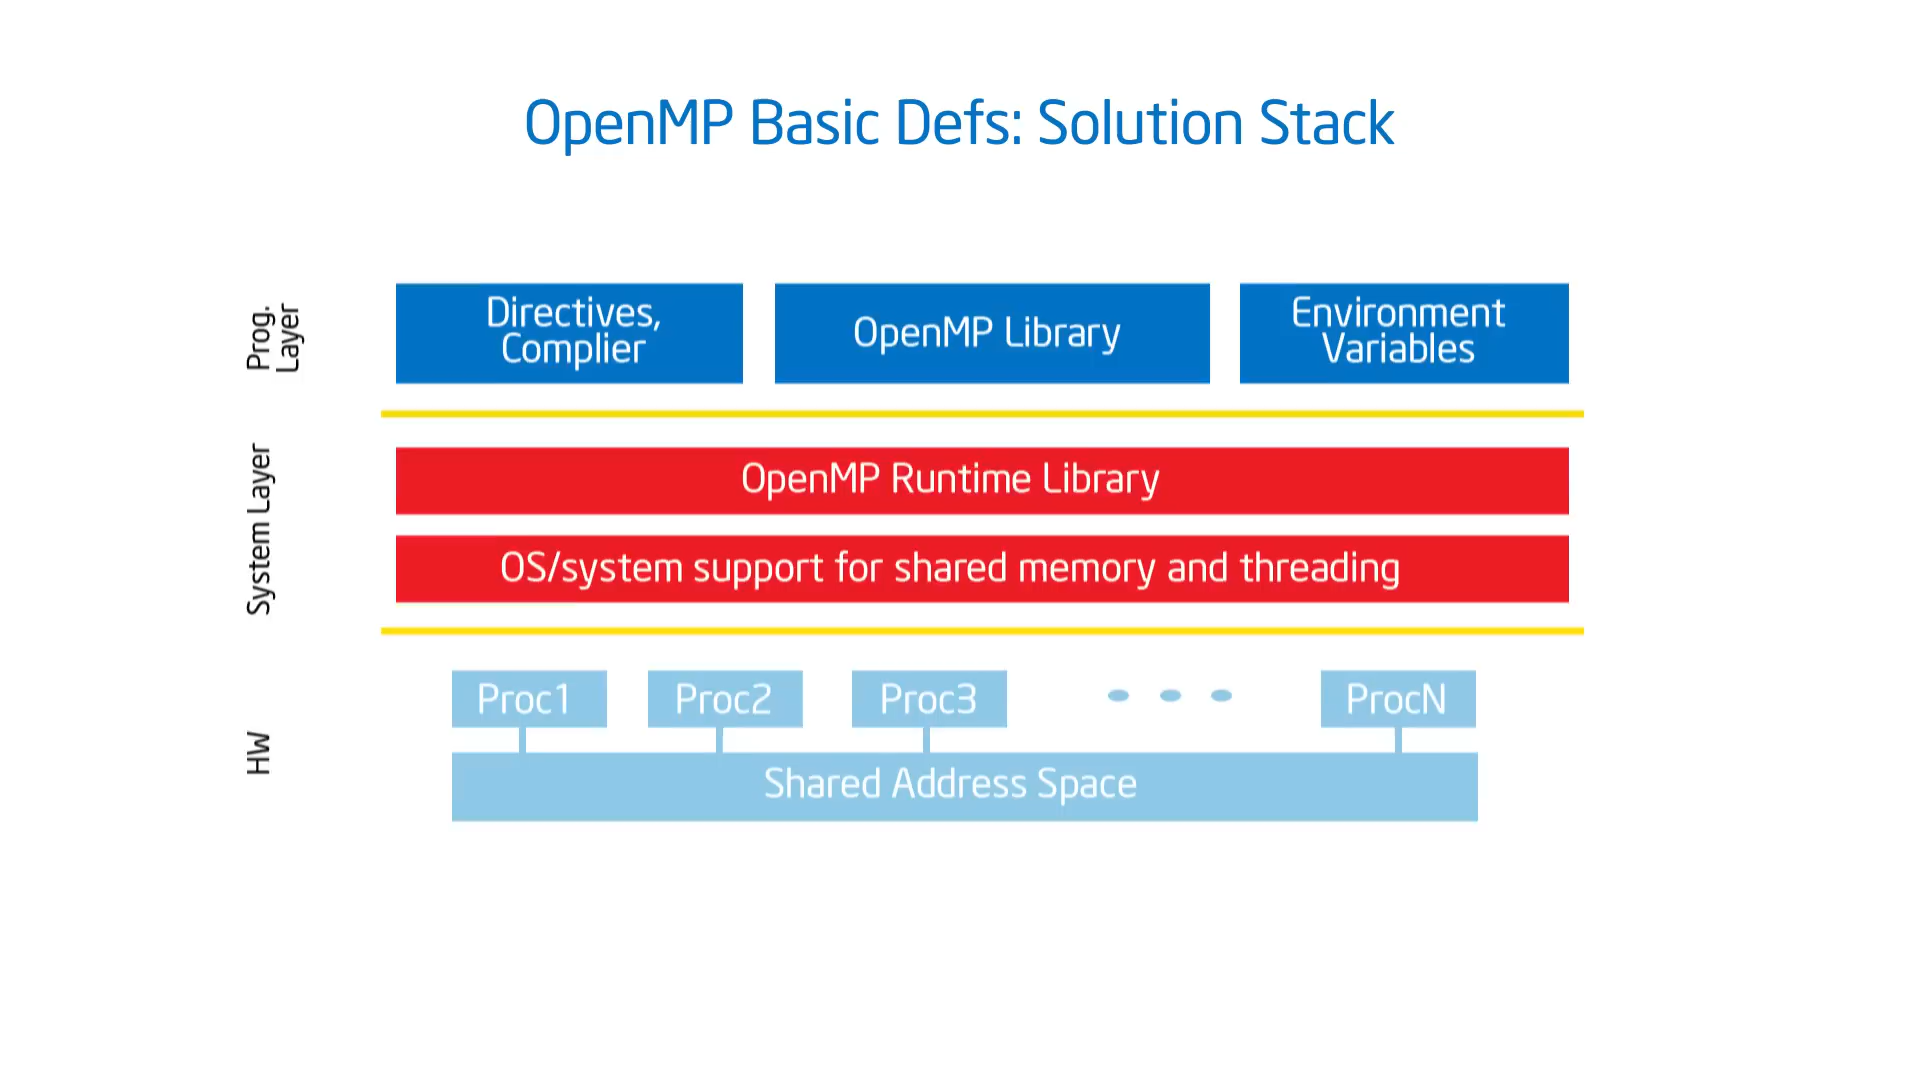 OpenMP Basic Defs: Solution Stack
Prog.
Layer
Directives,
Complier
OpenMP Library
Environment
Variables
System Layer
OpenMP Runtime Library
OS/system support for shared memory and threading
HW
Proc1
Proc2
Proc3
ProcN
Shared Address Space